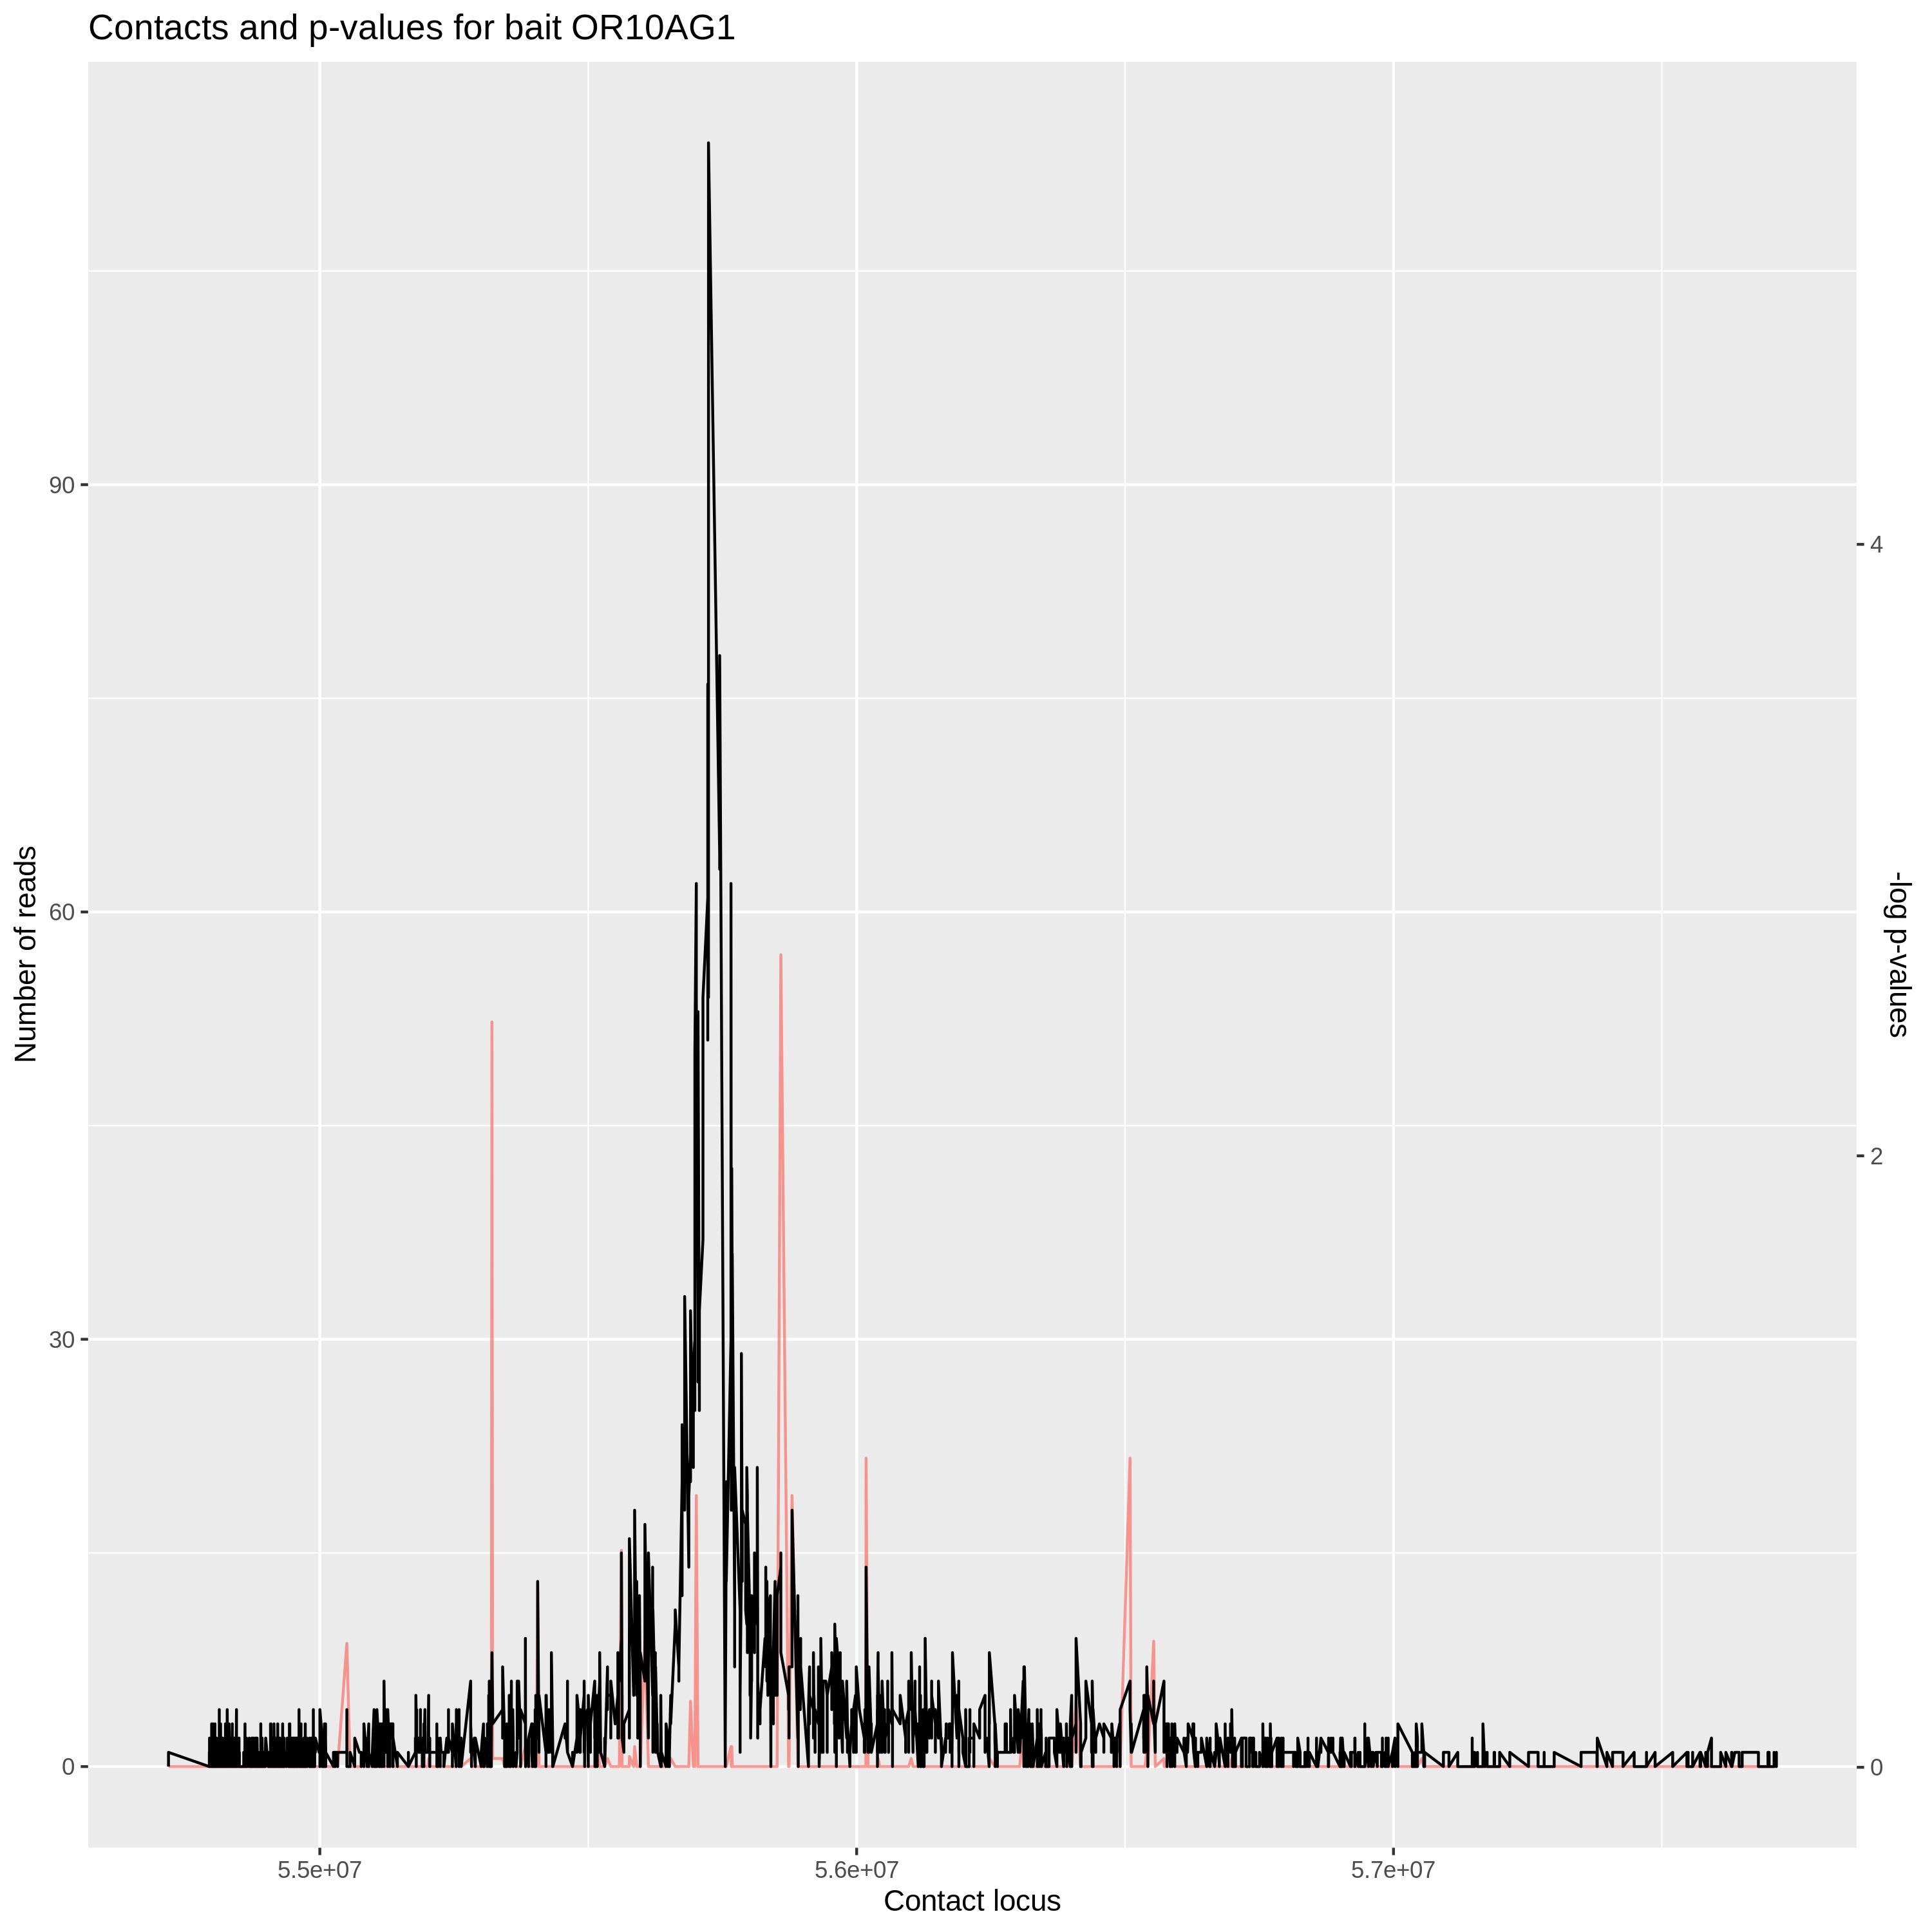 Contacts and p-values for bait OR10AG1
Number of reads
90
60
30
0
4
2
0
-log p-values
5.5e+07 5.6e+07 5.7e+07
Contact locus